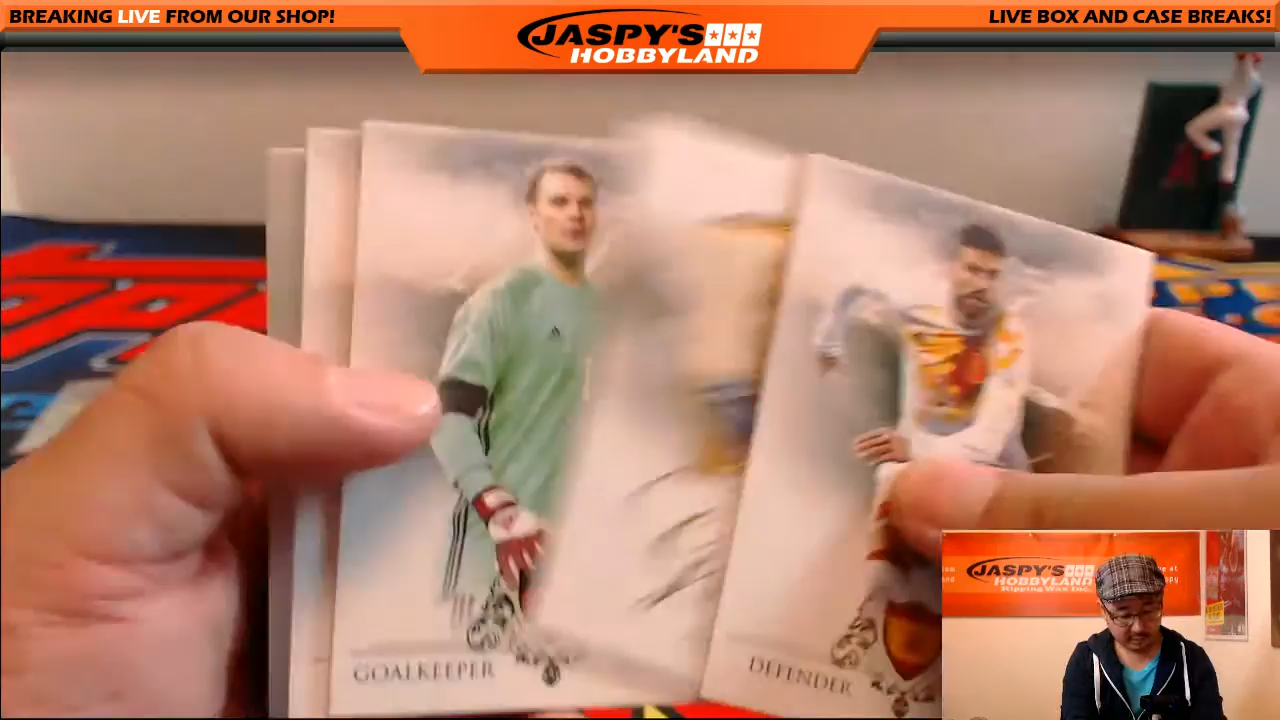 BREAKING LIVE FROM OUR SHOP!
JASPY'S
HOBBYLAND
LIVE BOX AND CASE BREAKS!
GOALKEEPER
DEFENDER
JASPY'S
HOBBYLAND
Ripping Wax Inc.